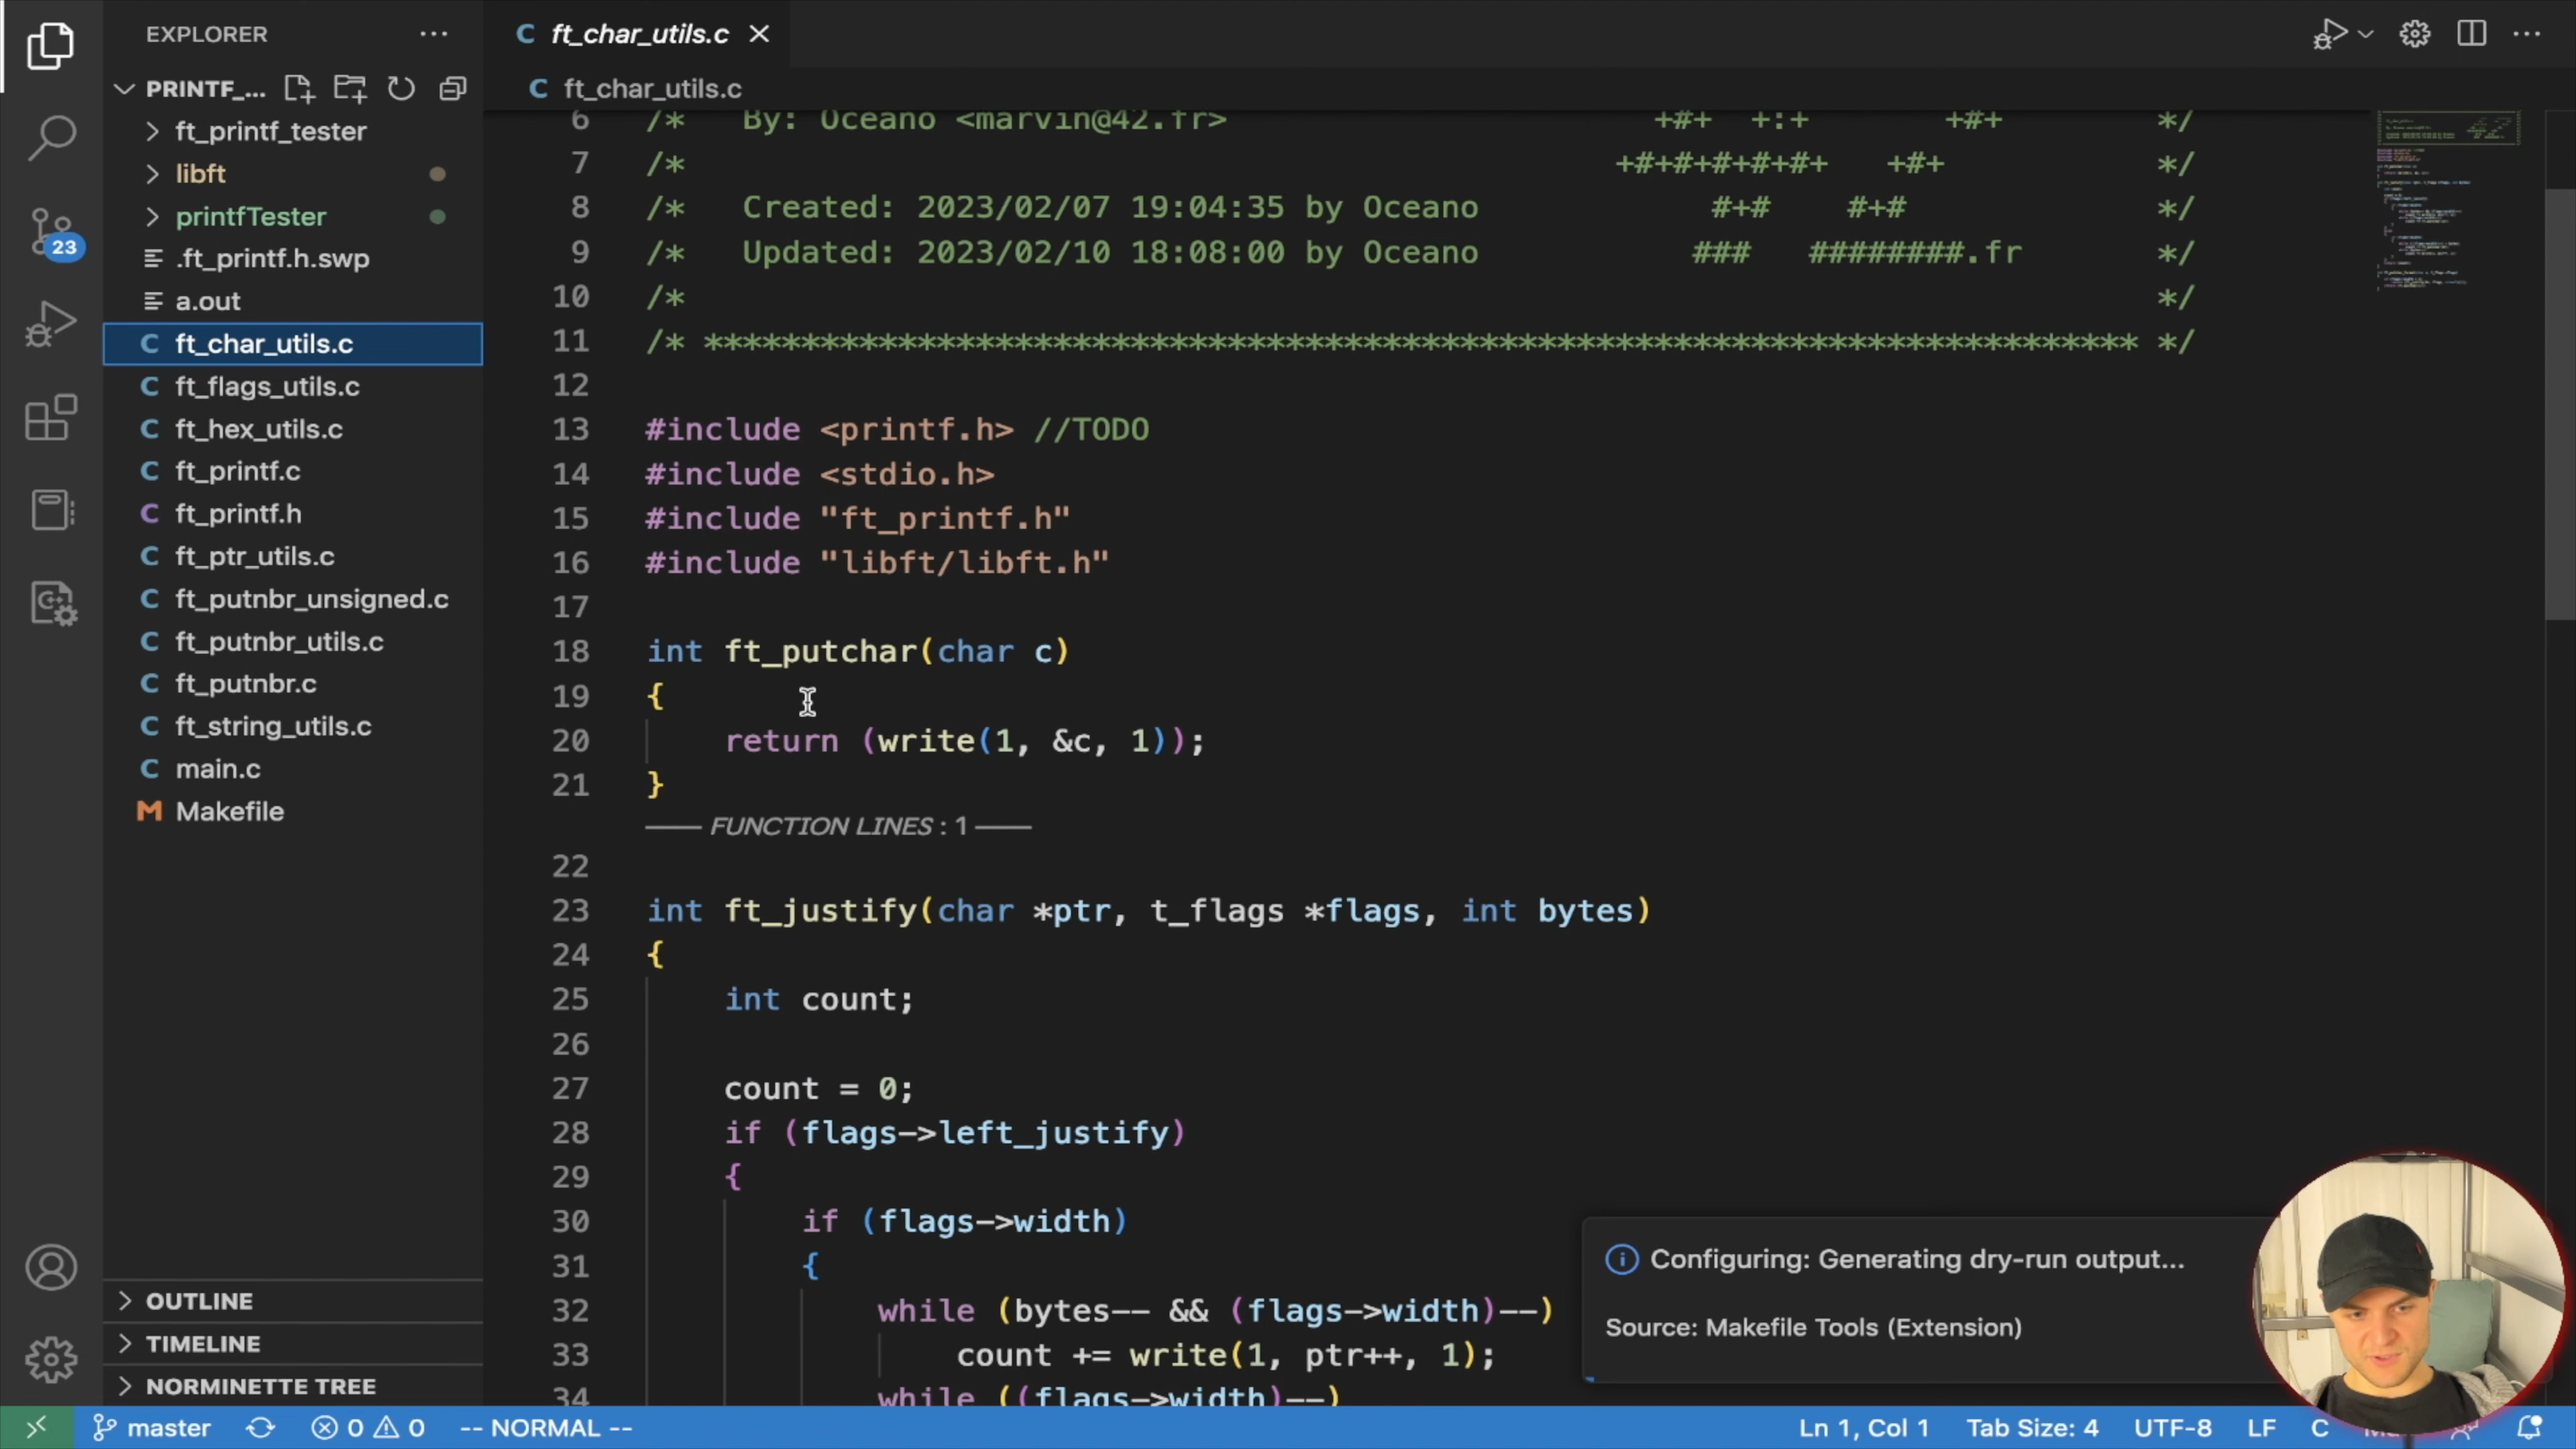 EXPLORER
PRINTF_...
ft_printf_tester
libft
printfTester
.ft_printf.h.swp
a.out
C ft_char_utils.c
C ft_flags_utils.c
C ft_hex_utils.c
C ft_printf.c
C ft_printf.h
C ft_ptr_utils.c
C ft_putnbr_unsigned.c
C ft_putnbr_utils.c
C ft_putnbr.c
C ft_string_utils.c
C main.c
M Makefile
OUTLINE
TIMELINE
NORMINETTE TREE
23
C ft_char_utils.c
C ft_char_utils.c
6 /* By: Oceano <marvin@42.fr> +#+ +:+ +#+ */
7 /* +#+#+#+#+#+ +#+ */
8 /* Created: 2023/02/07 19:04:35 by Oceano #+# #+# */
9 /* Updated: 2023/02/10 18:08:00 by Oceano ### ########.fr */
10 /* */
11 /* ************************************************************************** */
12
13 #include <printf.h> //TODO
14 #include <stdio.h>
15 #include "ft_printf.h"
16 #include "libft/libft.h"
17
18 int ft_putchar(char c)
19 {
20 return (write(1, &c, 1));
21 }
FUNCTION LINES : 1
22
23 int ft_justify(char *ptr, t_flags *flags, int bytes)
24 {
25 int count;
26
27 count = 0;
28 if (flags->left_justify)
29 {
30 if (flags->width)
31 {
32 while (bytes-- && (flags->width)--)
33 count += write(1, ptr++, 1);
34 while ((flags->width)--)
Configuring: Generating dry-run output...
Source: Makefile Tools (Extension)
master 0 0 -- NORMAL -- Ln 1, Col 1 Tab Size: 4 UTF-8 LF C